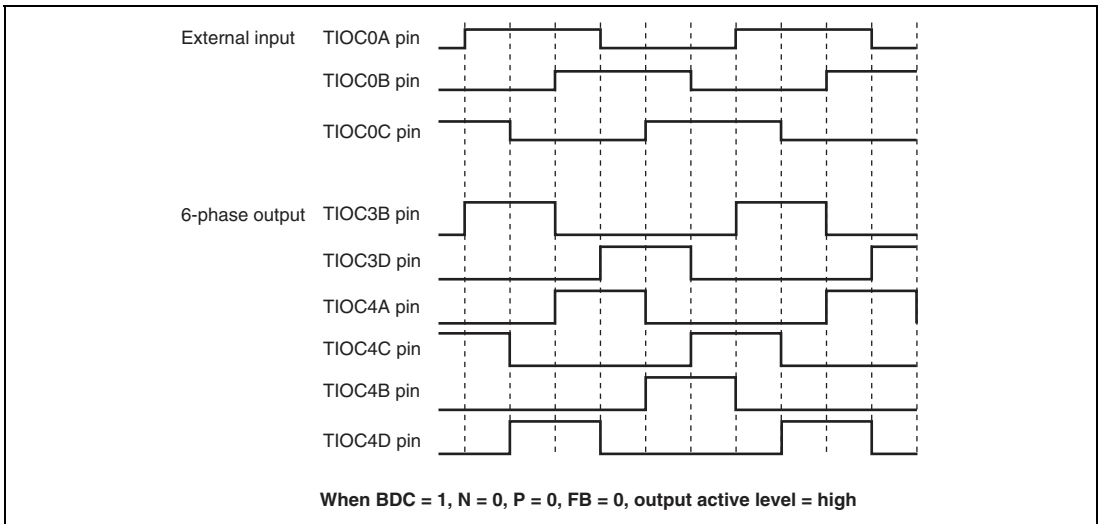 External input TIOC0A pin
TIOC0B pin
TIOC0C pin
6-phase output TIOC3B pin
TIOC3D pin
TIOC4A pin
TIOC4C pin
TIOC4B pin
TIOC4D pin
When BDC = 1, N = 0, P = 0, FB = 0, output active level = high